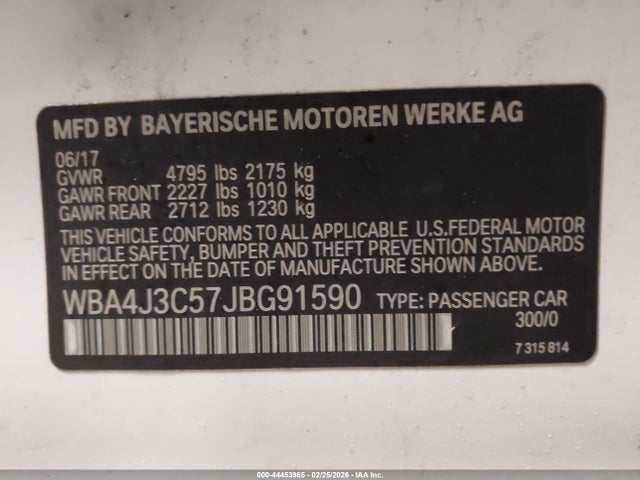 MFD BY BAYERISCHE MOTOREN WERKE AG
06/17
GVWR 4795 lbs 2175 kg
GAWR FRONT 2227 lbs 1010 kg
GAWR REAR 2712 lbs 1230 kg
THIS VEHICLE CONFORMS TO ALL APPLICABLE U.S.FEDERAL MOTOR
VEHICLE SAFETY, BUMPER AND THEFT PREVENTION STANDARDS
IN EFFECT ON THE DATE OF MANUFACTURE SHOWN ABOVE.
WBA4J3C57JBG91590 TYPE: PASSENGER CAR
300/0
7 315 814
000-44453965 - 02/25/2026 - IAA Inc.